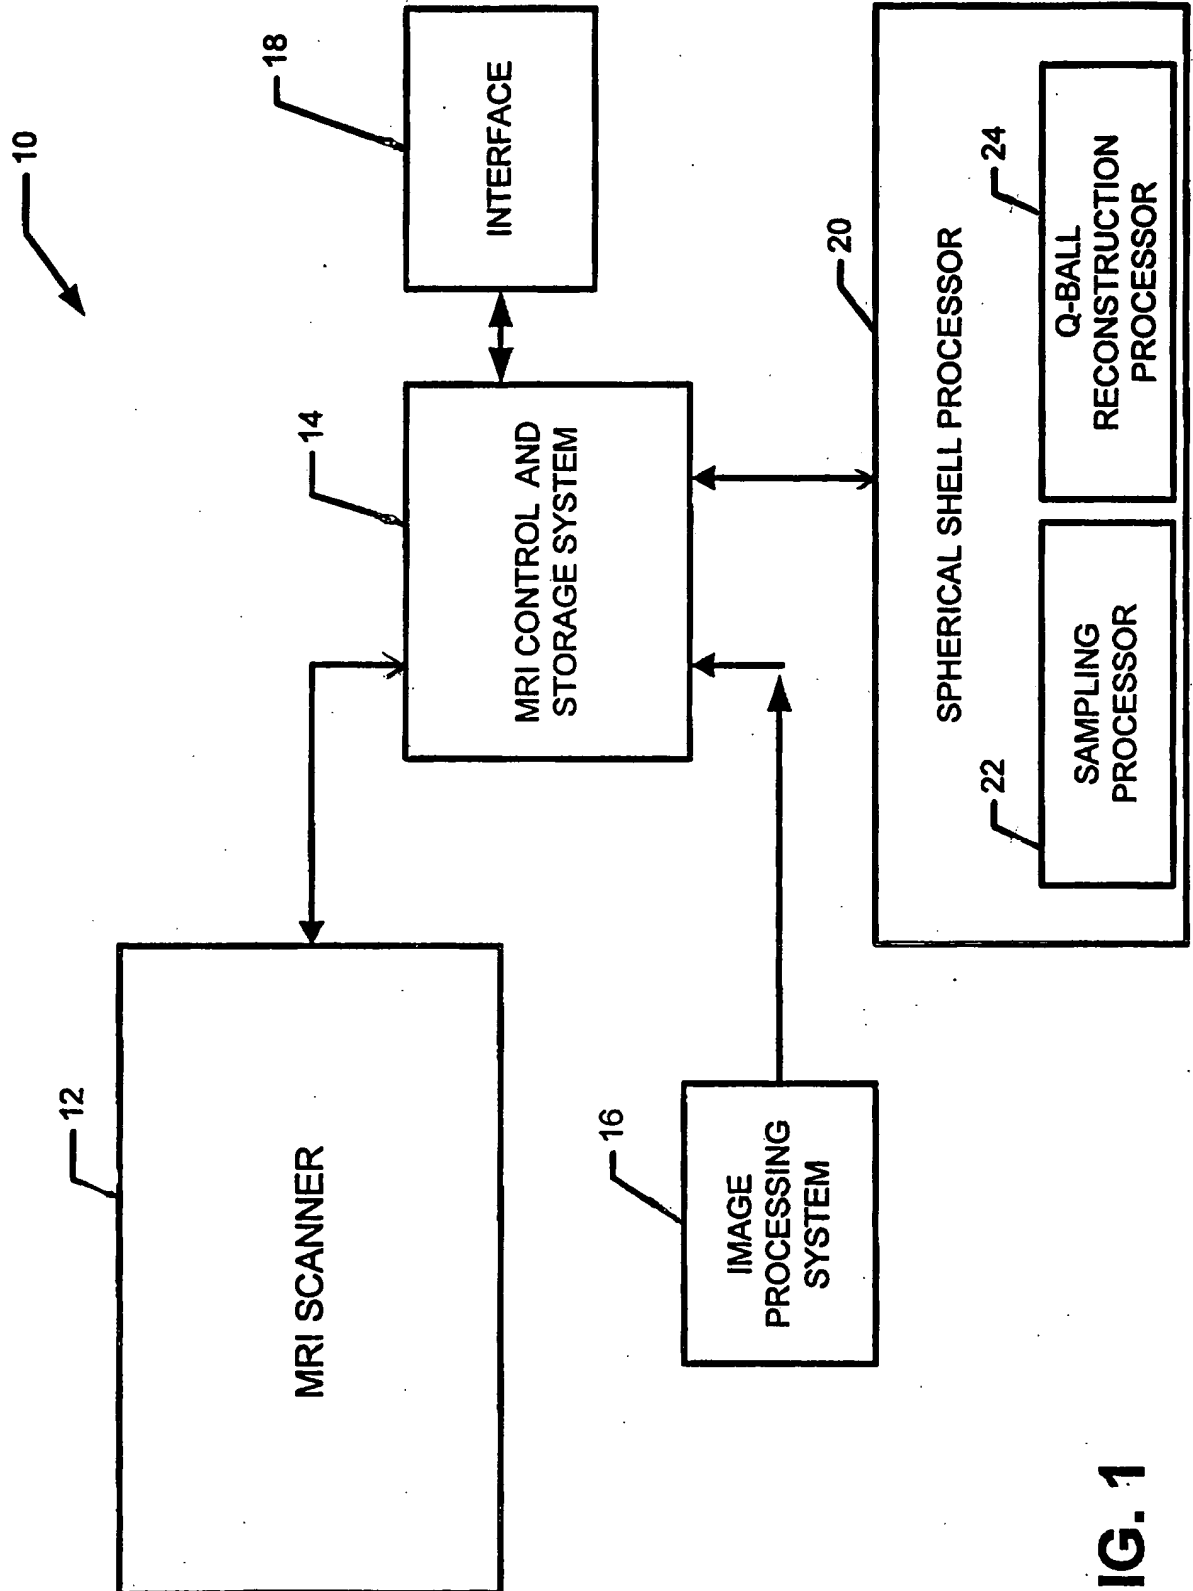 10
12
MRI SCANNER
14
MRI CONTROL AND
STORAGE SYSTEM
18
INTERFACE
16
IMAGE
PROCESSING
SYSTEM
20
SPHERICAL SHELL PROCESSOR
22
SAMPLING
PROCESSOR
24
Q-BALL
RECONSTRUCTION
PROCESSOR
IG. 1